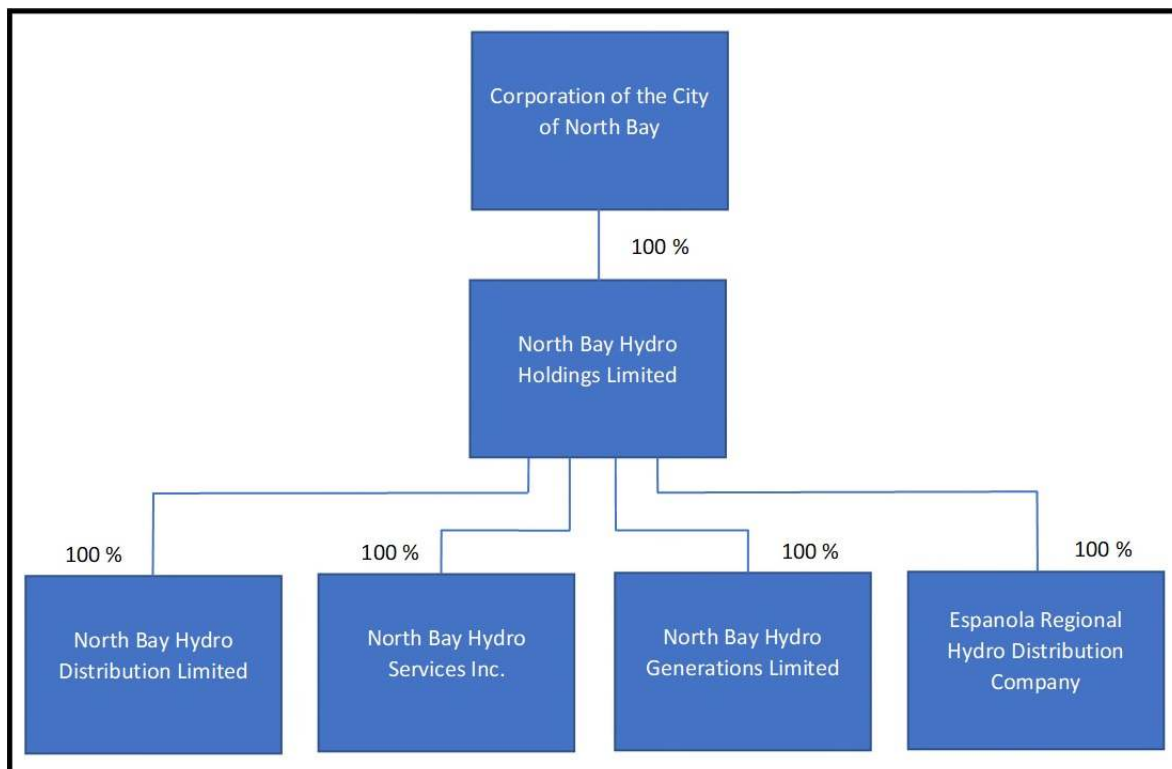 Corporation of the City
of North Bay
100 %
North Bay Hydro
Holdings Limited
100 %
100 %
100 %
100 %
North Bay Hydro
Distribution Limited
North Bay Hydro
Services Inc.
North Bay Hydro
Generations Limited
Espanola Regional
Hydro Distribution
Company